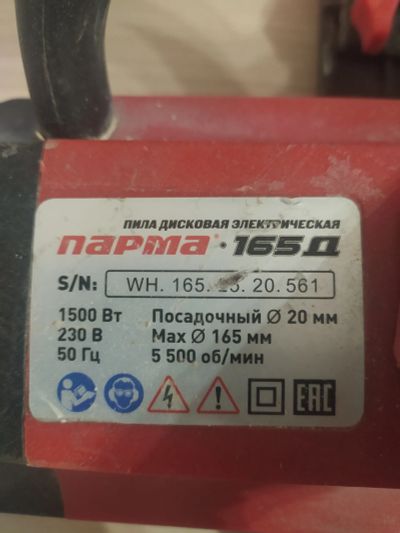 ПИЛА ДИСКОВАЯ ЭЛЕКТРИЧЕСКАЯ
ПАРМА® · 165Д
S/N: WH. 165. 20. 561
1500 Вт Посадочный Ø 20 мм
230 В Max Ø 165 мм
50 Гц 5 500 об/мин
EAC